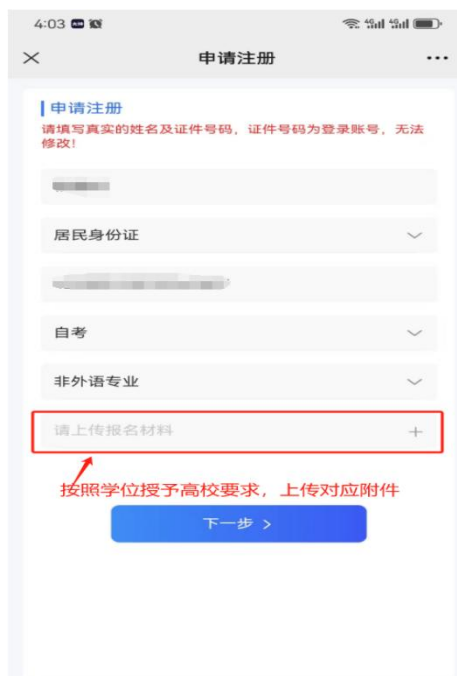 4:03
申请注册
申请注册
请填写真实的姓名及证件号码，证件号码为登录账号，无法
修改!
居民身份证
自考
非外语专业
请上传报名材料
按照学位授予高校要求，上传对应附件
下一步 >